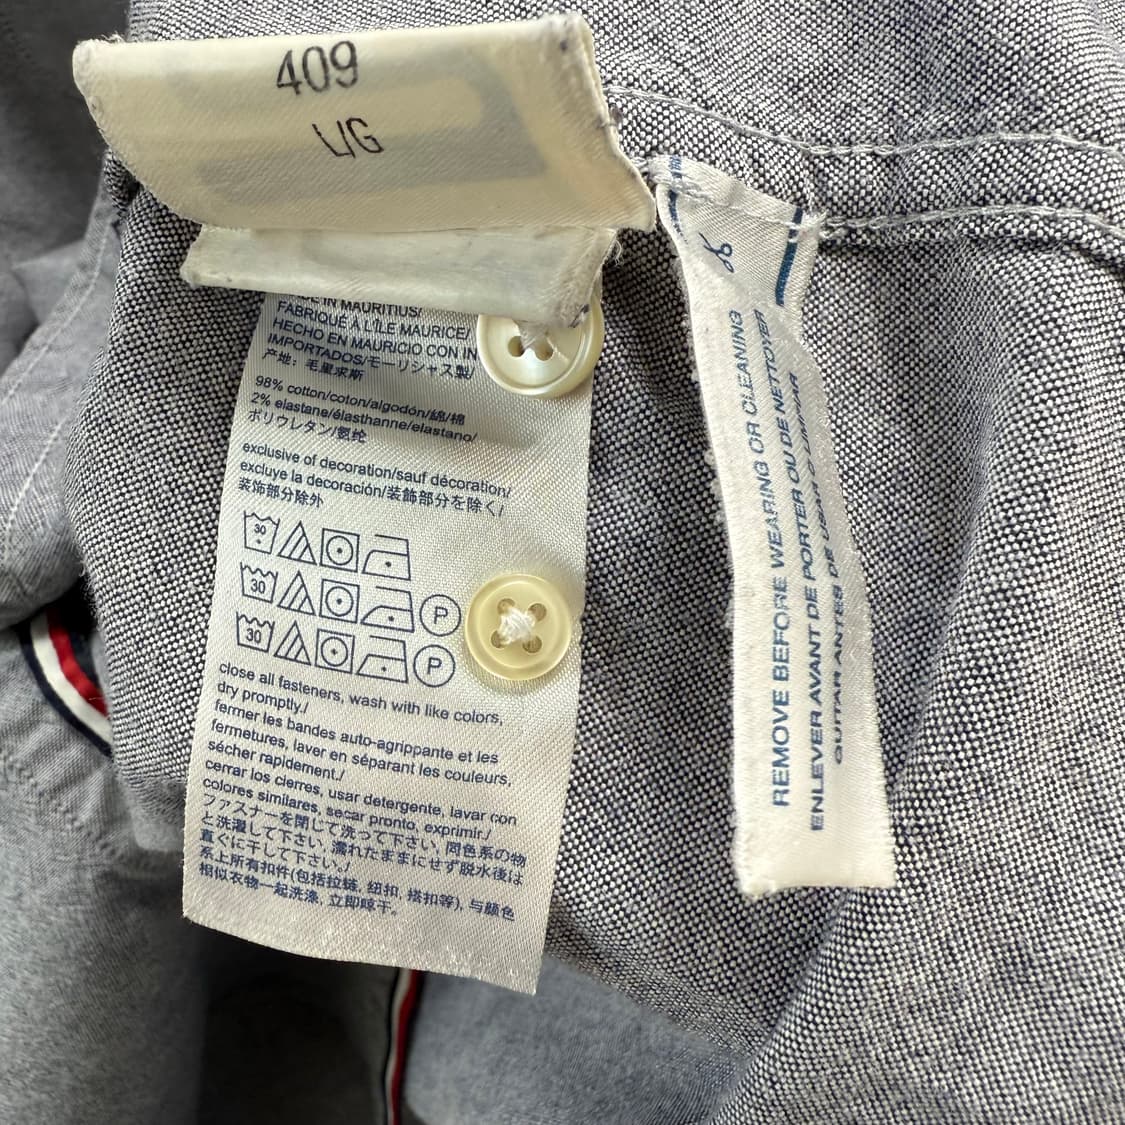 409
L/G
IN MAURITIUS/
FABRIQUÉ À L'ÎLE MAURICE/
HECHO EN MAURICIO CON IN
IMPORTADOS/モーリシャス製/
产地: 毛里求斯
98% cotton/coton/algodón/綿/棉
2% elastane/élasthanne/elastano/
ポリウレタン/氨纶
exclusive of decoration/sauf décoration/
excluye la decoración/装飾部分を除く/
装饰部分除外
30
30 P
30 P
close all fasteners, wash with like colors,
dry promptly./
fermer les bandes auto-agrippante et les
fermetures, laver en séparant les couleurs,
sécher rapidement./
cerrar los cierres, usar detergente, lavar con
colores similares, secar pronto, exprimir./
ファスナーを閉じて洗って下さい, 同色系の物
と洗濯して下さい, 濡れたままにせず脱水後は
直ぐに干して下さい。/
系上所有扣件(包括拉链, 纽扣, 搭扣等), 与颜色
相似衣物一起洗涤, 立即晾干。
REMOVE BEFORE WEARING OR CLEANING
ENLEVER AVANT DE PORTER OU DE NETTOYER
QUITAR ANTES DE USAR O LIMPIAR